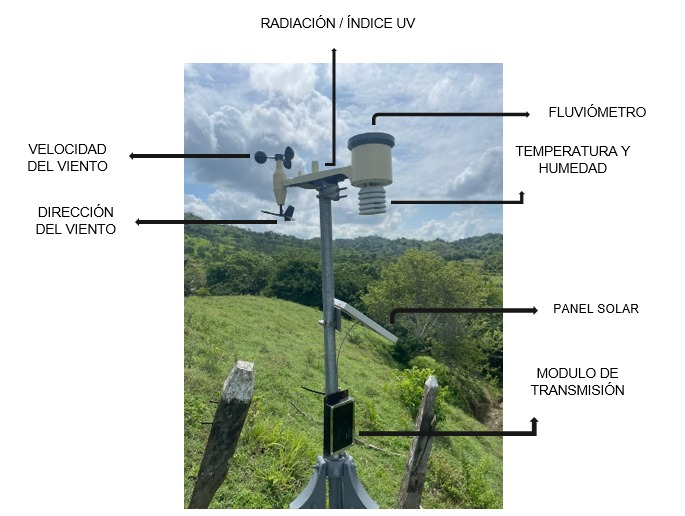 RADIACIÓN / ÍNDICE UV
FLUVIÓMETRO
VELOCIDAD
DEL VIENTO
TEMPERATURA Y
HUMEDAD
DIRECCIÓN
DEL VIENTO
PANEL SOLAR
MODULO DE
TRANSMISIÓN